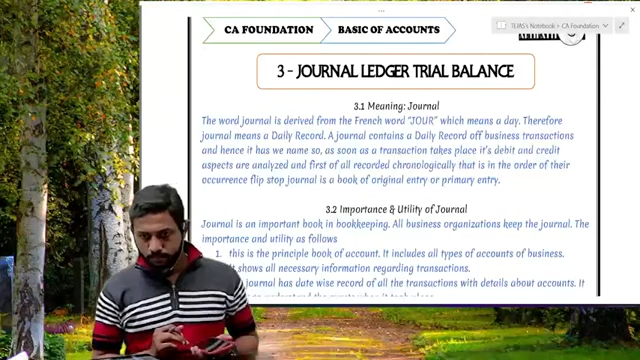 ...
TEJAS's Notebook > CA Foundation
CA FOUNDATION
BASIC OF ACCOUNTS
3 - JOURNAL LEDGER TRIAL BALANCE
3.1 Meaning: Journal
The word journal is derived from the French word "JOUR" which means a day. Therefore
journal means a Daily Record. A journal contains a Daily Record off business transactions
and hence it has we name so, as soon as a transaction takes place it's debit and credit
aspects are analyzed and first of all recorded chronologically that is in the order of their
occurrence flip stop journal is a book of original entry or primary entry.
3.2 Importance & Utility of Journal
Journal is an important book in bookkeeping. All business organizations keep the journal. The
importance and utility as follows
1. this is the principle book of account. It includes all types of accounts of business.
It shows all necessary information regarding transactions.
journal has date wise record of all the transactions with details about accounts. It